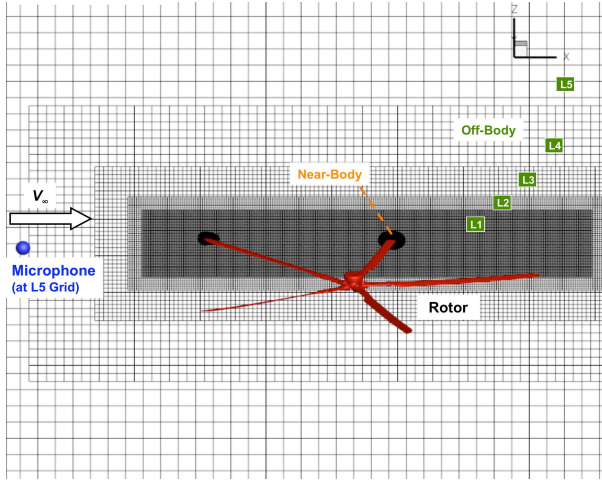 Z
X
L5
Off-Body
L4
Near-Body
L3
V∞
L2
L1
Microphone
(at L5 Grid)
Rotor